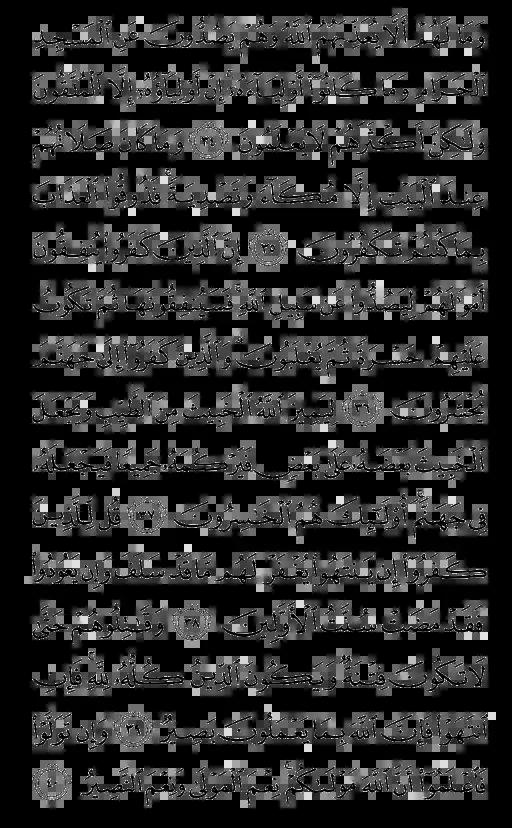 وَمَا لَهُمْ أَلَّا يُعَذِّبَهُمُ ٱللَّهُ وَهُمْ يَصُدُّونَ عَنِ ٱلْمَسْجِدِ
ٱلْحَرَامِ وَمَا كَانُوٓا۟ أَوْلِيَآءَهُۥٓ إِنْ أَوْلِيَآؤُهُۥٓ إِلَّا ٱلْمُتَّقُونَ
وَلَٰكِنَّ أَكْثَرَهُمْ لَا يَعْلَمُونَ ٣٤ وَمَا كَانَ صَلَاتُهُمْ
عِندَ ٱلْبَيْتِ إِلَّا مُكَآءً وَتَصْدِيَةً فَذُوقُوا۟ ٱلْعَذَابَ
بِمَا كُنتُمْ تَكْفُرُونَ ٣٥ إِنَّ ٱلَّذِينَ كَفَرُوا۟ يُنفِقُونَ
أَمْوَٰلَهُمْ لِيَصُدُّوا۟ عَن سَبِيلِ ٱللَّهِ فَسَيُنفِقُونَهَا ثُمَّ تَكُونُ
عَلَيْهِمْ حَسْرَةً ثُمَّ يُغْلَبُونَ وَٱلَّذِينَ كَفَرُوٓا۟ إِلَىٰ جَهَنَّمَ
يُحْشَرُونَ ٣٦ لِيَمِيزَ ٱللَّهُ ٱلْخَبِيثَ مِنَ ٱلطَّيِّبِ وَيَجْعَلَ
ٱلْخَبِيثَ بَعْضَهُۥ عَلَىٰ بَعْضٍ فَيَرْكُمَهُۥ جَمِيعًا فَيَجْعَلَهُۥ
فِى جَهَنَّمَ أُو۟لَٰٓئِكَ هُمُ ٱلْخَٰسِرُونَ ٣٧ قُل لِّلَّذِينَ
كَفَرُوٓا۟ إِن يَنتَهُوا۟ يُغْفَرْ لَهُم مَّا قَدْ سَلَفَ وَإِن يَعُودُوا۟
فَقَدْ مَضَتْ سُنَّتُ ٱلْأَوَّلِينَ ٣٨ وَقَٰتِلُوهُمْ حَتَّىٰ
لَا تَكُونَ فِتْنَةٌ وَيَكُونَ ٱلدِّينُ كُلُّهُۥ لِلَّهِ فَإِنِ
ٱنتَهَوْا۟ فَإِنَّ ٱللَّهَ بِمَا يَعْمَلُونَ بَصِيرٌ ٣٩ وَإِن تَوَلَّوْا۟
فَٱعْلَمُوٓا۟ أَنَّ ٱللَّهَ مَوْلَىٰكُمْ نِعْمَ ٱلْمَوْلَىٰ وَنِعْمَ ٱلنَّصِيرُ ٤٠